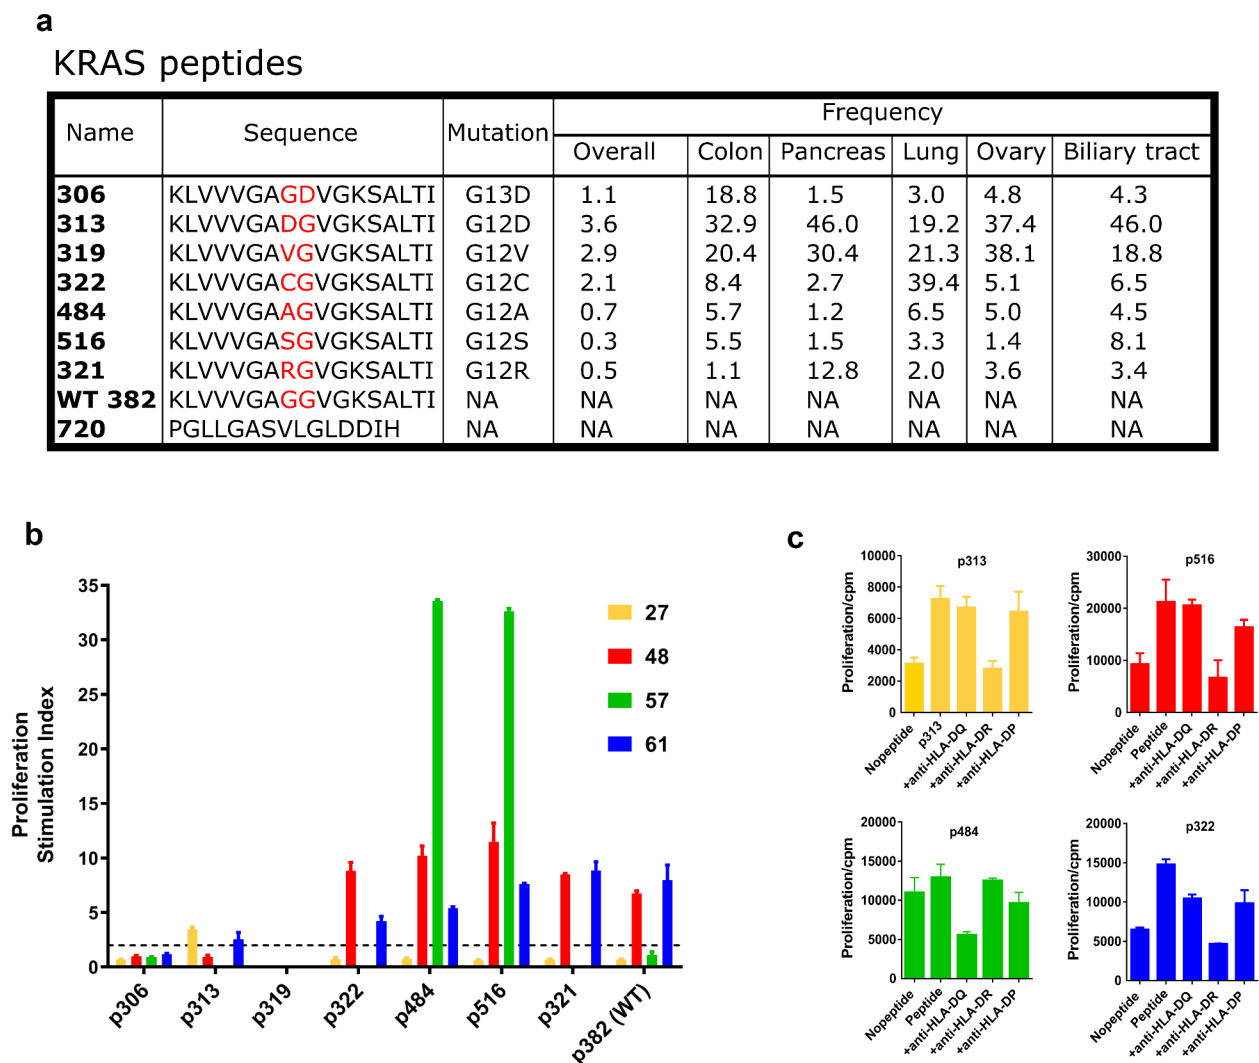 a
KRAS peptides
Name Sequence Mutation Frequency
Overall Colon Pancreas Lung Ovary Biliary tract
306 KLVVVGAGDVGKSALTI G13D 1.1 18.8 1.5 3.0 4.8 4.3
313 KLVVVGADGVGKSALTI G12D 3.6 32.9 46.0 19.2 37.4 46.0
319 KLVVVGAVGVGKSALTI G12V 2.9 20.4 30.4 21.3 38.1 18.8
322 KLVVVGACGVGKSALTI G12C 2.1 8.4 2.7 39.4 5.1 6.5
484 KLVVVGAAGVGKSALTI G12A 0.7 5.7 1.2 6.5 5.0 4.5
516 KLVVVGASGVGKSALTI G12S 0.3 5.5 1.5 3.3 1.4 8.1
321 KLVVVGARGVGKSALTI G12R 0.5 1.1 12.8 2.0 3.6 3.4
WT 382 KLVVVGAGGVGKSALTI NA NA NA NA NA NA NA
720 PGLLGASVLGLDDIH NA NA NA NA NA NA NA
b
Proliferation
Stimulation Index
35
30
25
20
15
10
5
0
27
48
57
61
p306 p313 p319 p322 p484 p516 p321 p382 (WT)
c
p313
Proliferation/cpm
10000
8000
6000
4000
2000
0
Nopeptide p313 +anti-HLA-DQ +anti-HLA-DR +anti-HLA-DP
p516
Proliferation/cpm
30000
20000
10000
0
Nopeptide Peptide +anti-HLA-DQ +anti-HLA-DR +anti-HLA-DP
p484
Proliferation/cpm
20000
15000
10000
5000
0
Nopeptide Peptide +anti-HLA-DQ +anti-HLA-DR +anti-HLA-DP
p322
Proliferation/cpm
20000
15000
10000
5000
0
Nopeptide Peptide +anti-HLA-DQ +anti-HLA-DR +anti-HLA-DP